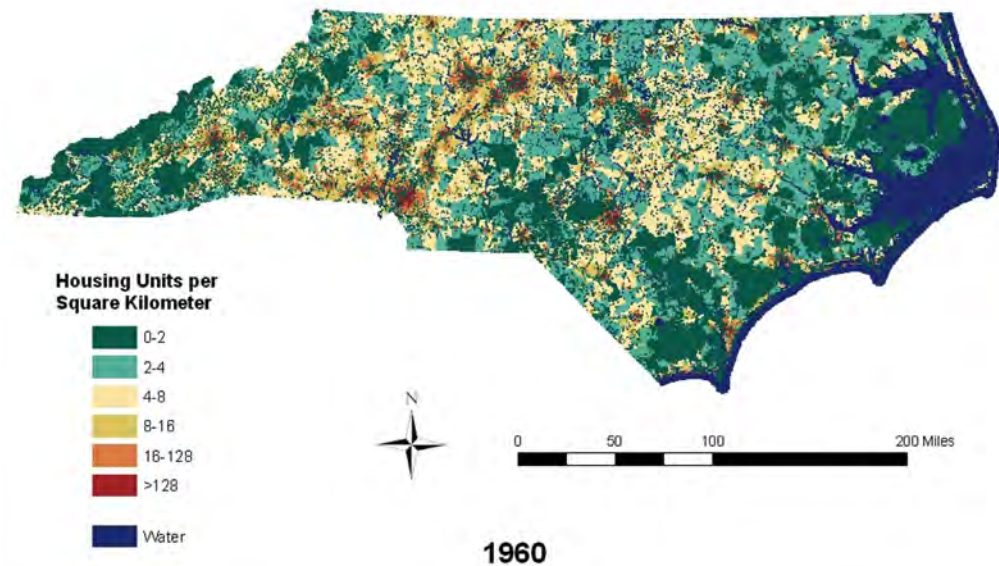 Housing Units per
Square Kilometer
0-2
2-4
4-8
8-16
16-128
>128
Water
N
0 50 100 200 Miles
1960